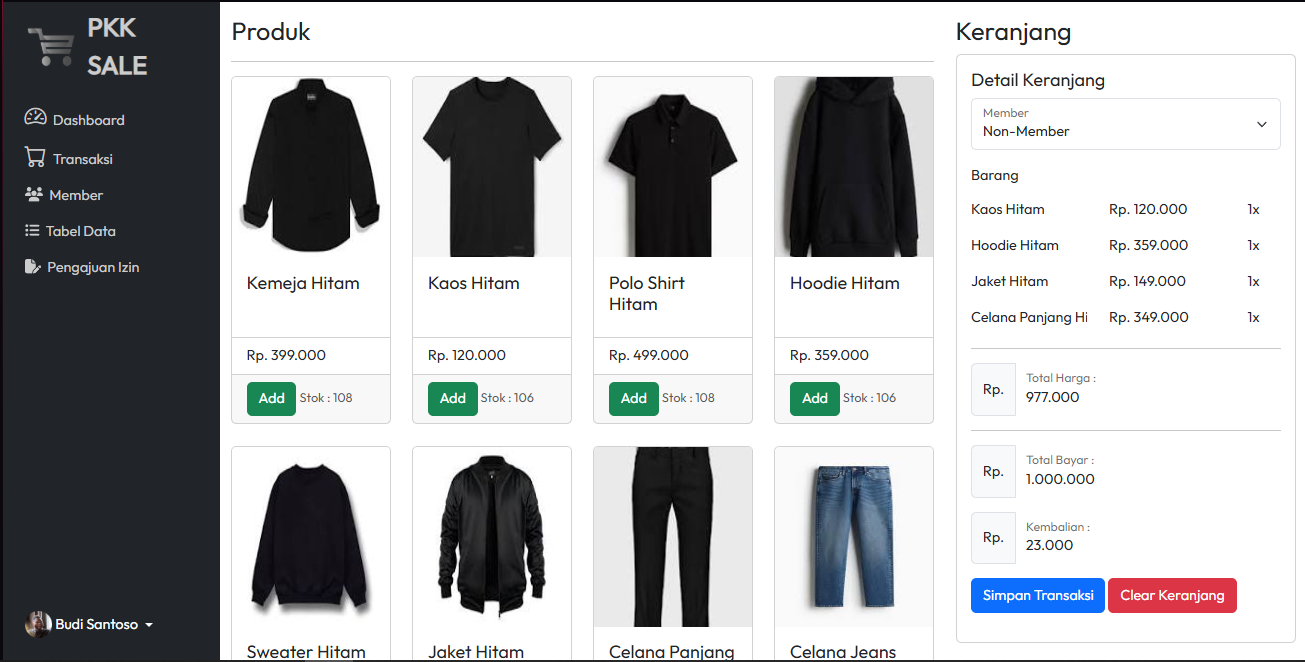 PKK
SALE
Dashboard
Transaksi
Member
Tabel Data
Pengajuan Izin
Budi Santoso
Produk
Kemeja Hitam
Rp. 399.000
Add Stok : 108
Kaos Hitam
Rp. 120.000
Add Stok : 106
Polo Shirt
Hitam
Rp. 499.000
Add Stok : 108
Hoodie Hitam
Rp. 359.000
Add Stok : 106
Sweater Hitam
Jaket Hitam
Celana Panjang
Celana Jeans
Keranjang
Detail Keranjang
Member
Non-Member
Barang
Kaos Hitam Rp. 120.000 1x
Hoodie Hitam Rp. 359.000 1x
Jaket Hitam Rp. 149.000 1x
Celana Panjang Hi Rp. 349.000 1x
Total Harga :
Rp. 977.000
Total Bayar :
Rp. 1.000.000
Kembalian :
Rp. 23.000
Simpan Transaksi Clear Keranjang